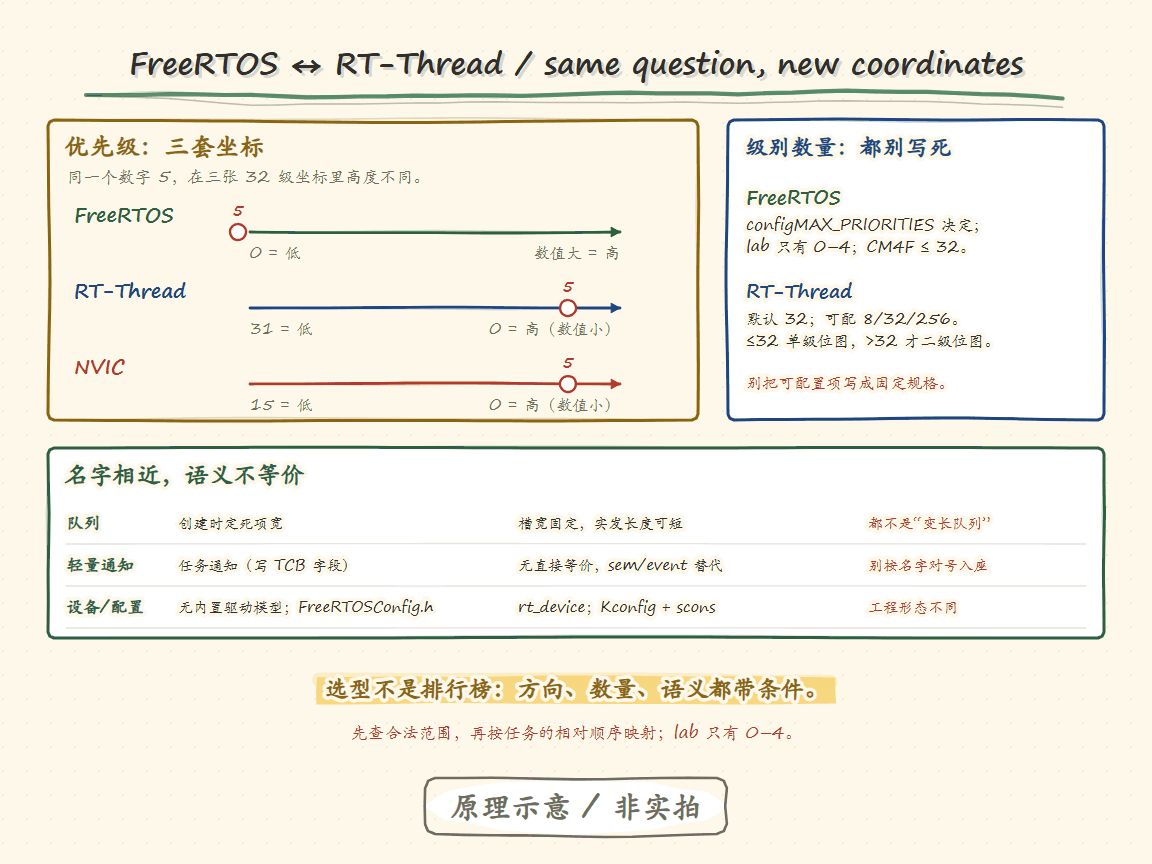 FreeRTOS ↔ RT-Thread / same question, new coordinates
优先级：三套坐标
同一个数字 5，在三张 32 级坐标里高度不同。
FreeRTOS
5
0 = 低
数值大 = 高
RT-Thread
5
31 = 低
0 = 高（数值小）
NVIC
5
15 = 低
0 = 高（数值小）
级别数量：都别写死
FreeRTOS
configMAX_PRIORITIES 决定；
lab 只有 0–4；CM4F ≤ 32。
RT-Thread
默认 32；可配 8/32/256。
≤32 单级位图，>32 才二级位图。
别把可配置项写成固定规格。
名字相近，语义不等价
队列 创建时定死项宽 槽宽固定，实发长度可短 都不是“变长队列”
轻量通知 任务通知（写 TCB 字段） 无直接等价，sem/event 替代 别按名字对号入座
设备/配置 无内置驱动模型；FreeRTOSConfig.h rt_device；Kconfig + scons 工程形态不同
选型不是排行榜：方向、数量、语义都带条件。
先查合法范围，再按任务的相对顺序映射；lab 只有 0–4。
原理示意 / 非实拍